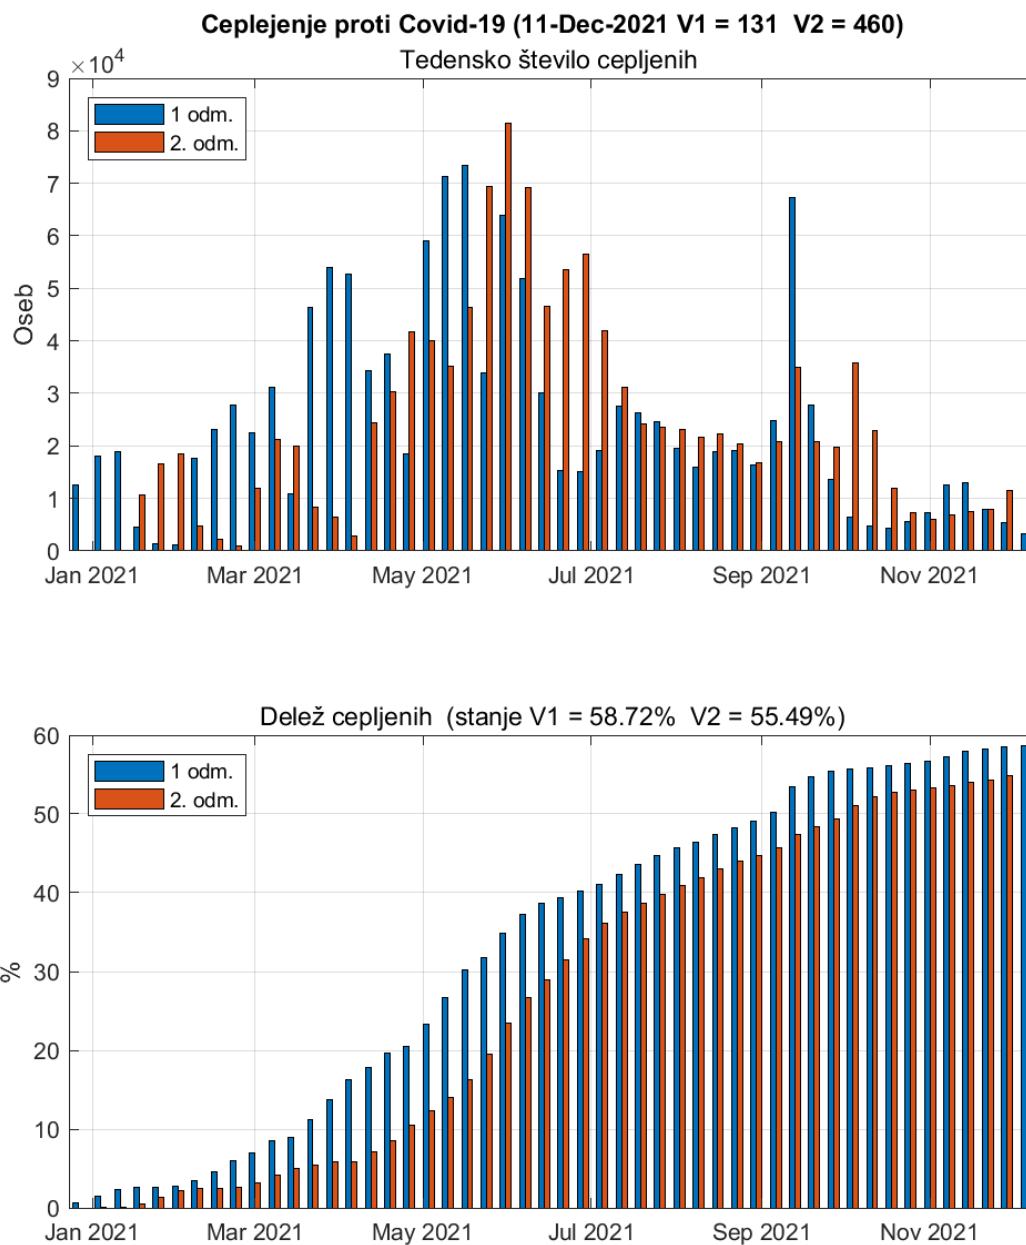 Ceplejenje proti Covid-19 (11-Dec-2021 V1 = 131  V2 = 460)
×10⁴
Tedensko število cepljenih
1 odm.
2. odm.
9
8
7
6
5
4
3
2
1
0
Oseb
Jan 2021 Mar 2021 May 2021 Jul 2021 Sep 2021 Nov 2021
Delež cepljenih  (stanje V1 = 58.72%  V2 = 55.49%)
1 odm.
2. odm.
60
50
40
30
20
10
0
%
Jan 2021 Mar 2021 May 2021 Jul 2021 Sep 2021 Nov 2021